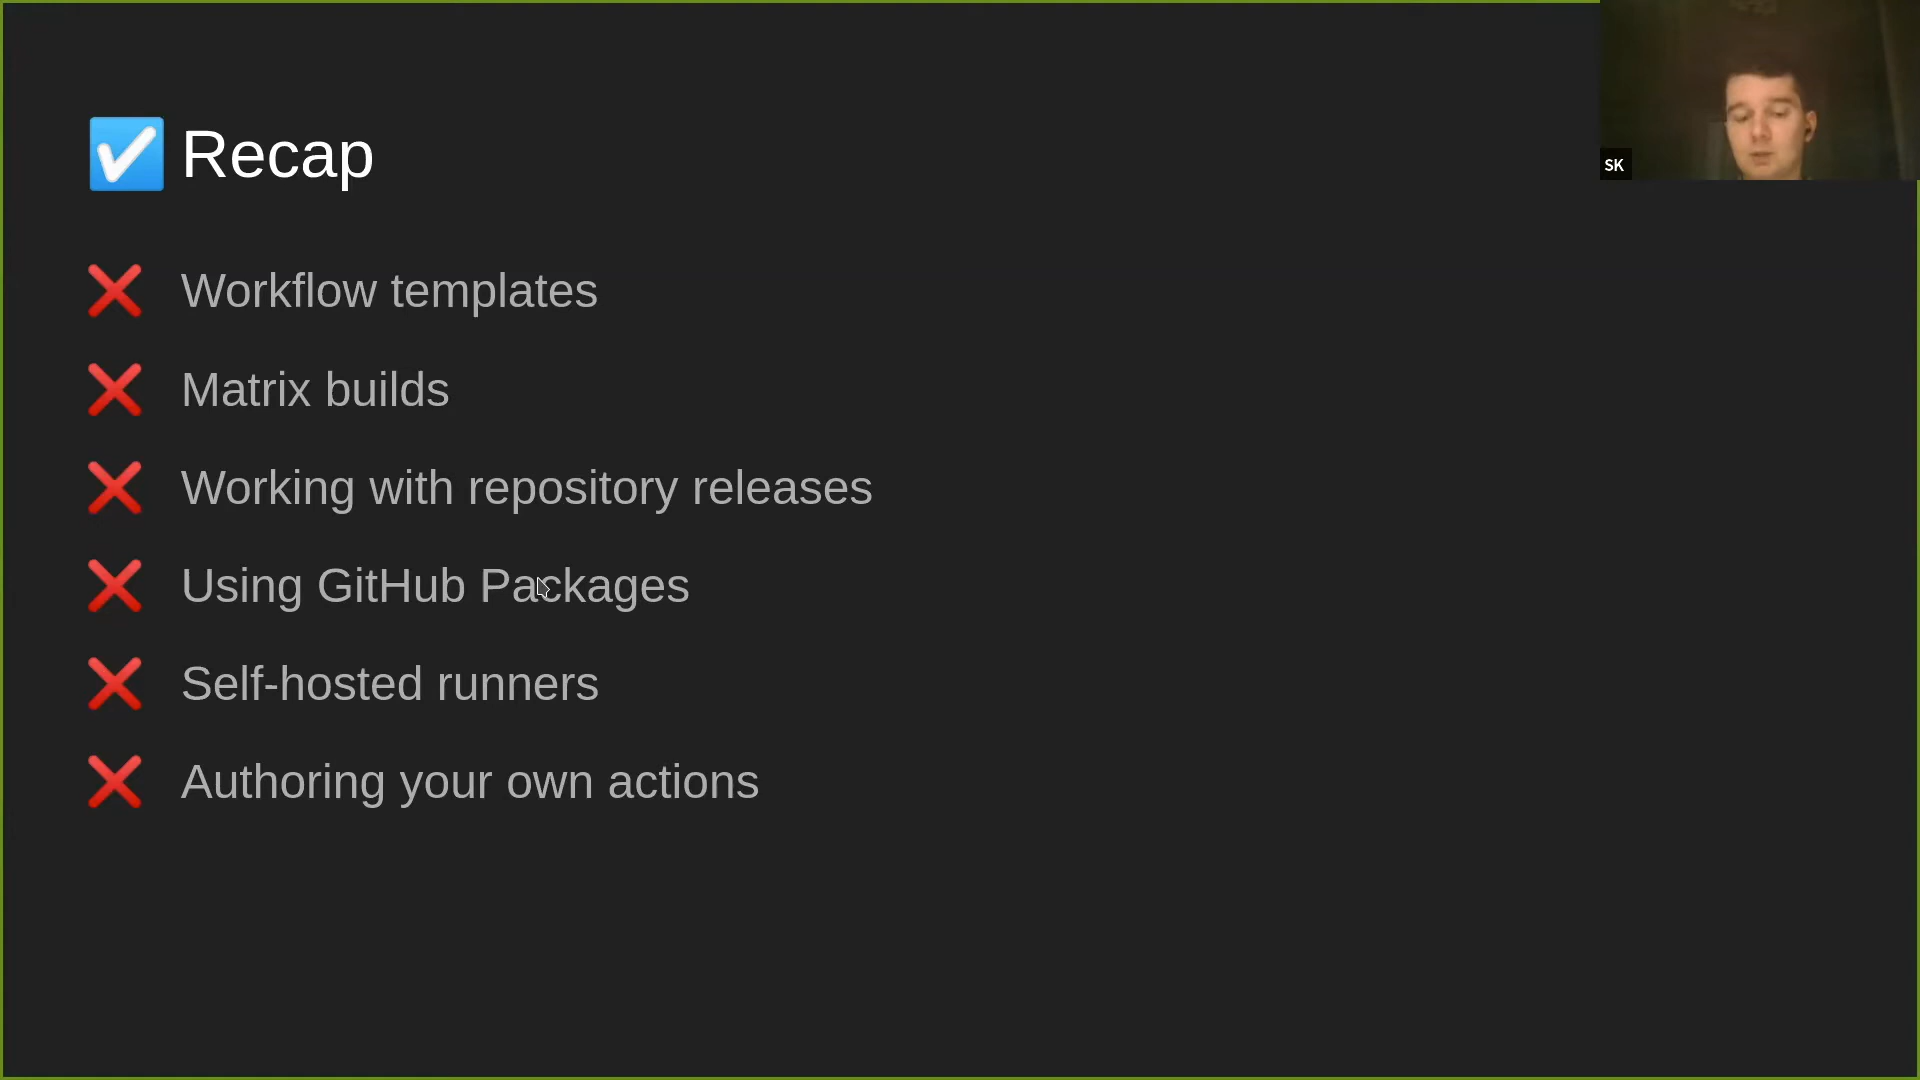 Recap
Workflow templates
Matrix builds
Working with repository releases
Using GitHub Packages
Self-hosted runners
Authoring your own actions
SK